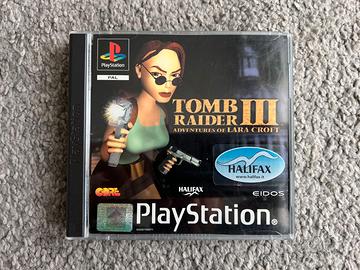 PlayStation
PAL
TOMB
RAIDER III
ADVENTURES OF LARA CROFT
HALIFAX
www.halifax.it
CORE
HALIFAX
EIDOS
PlayStation